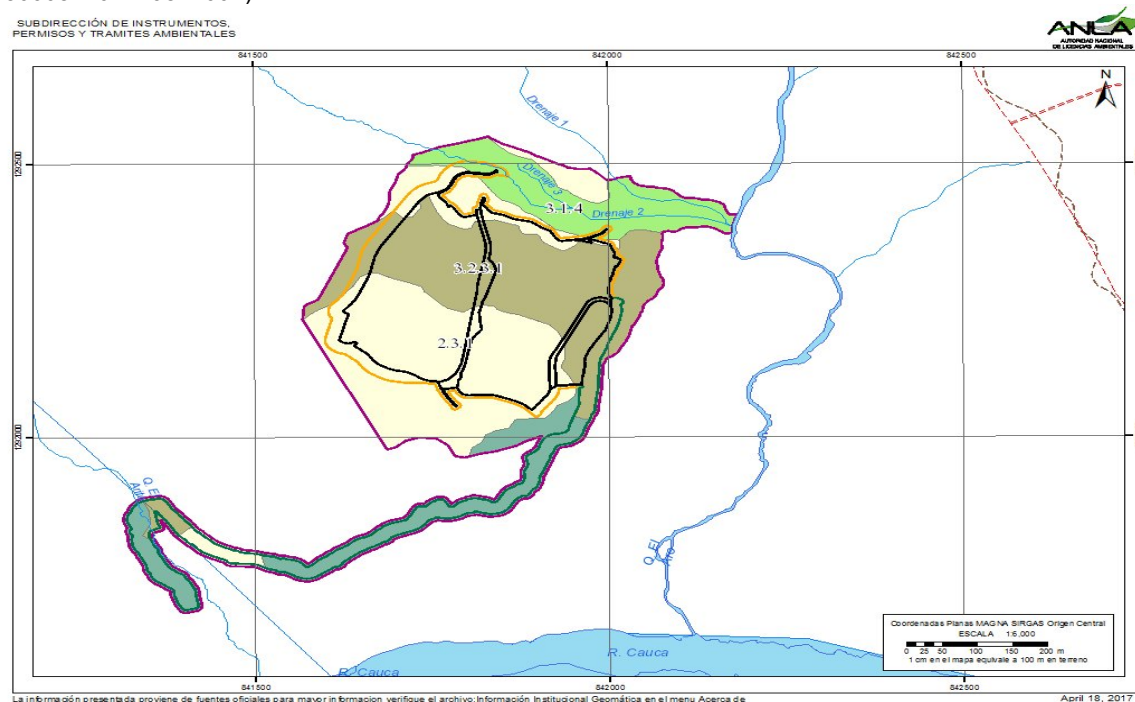 SUBDIRECCIÓN DE INSTRUMENTOS,
PERMISOS Y TRAMITES AMBIENTALES
ANLA
AUTORIDAD NACIONAL
DE LICENCIAS AMBIENTALES
841500
842000
842500
N
Drenaje 1
Drenaje 3
3.1.4
Drenaje 2
3.2.3.1
2.3.1
Q. El
Q. El
Coordenadas Planas MAGNA SIRGAS Origen Central
ESCALA 1:6,000
0 25 50 100 150 200 m
1 cm en el mapa equivale a 100 m en terreno
R. Cauca
R. Cauca
841500
842000
842500
La información presentada proviene de fuentes oficiales para mayor informacion verifique el archivo:Información Institucional Geomática en el menu Acerca de
April 18, 2017